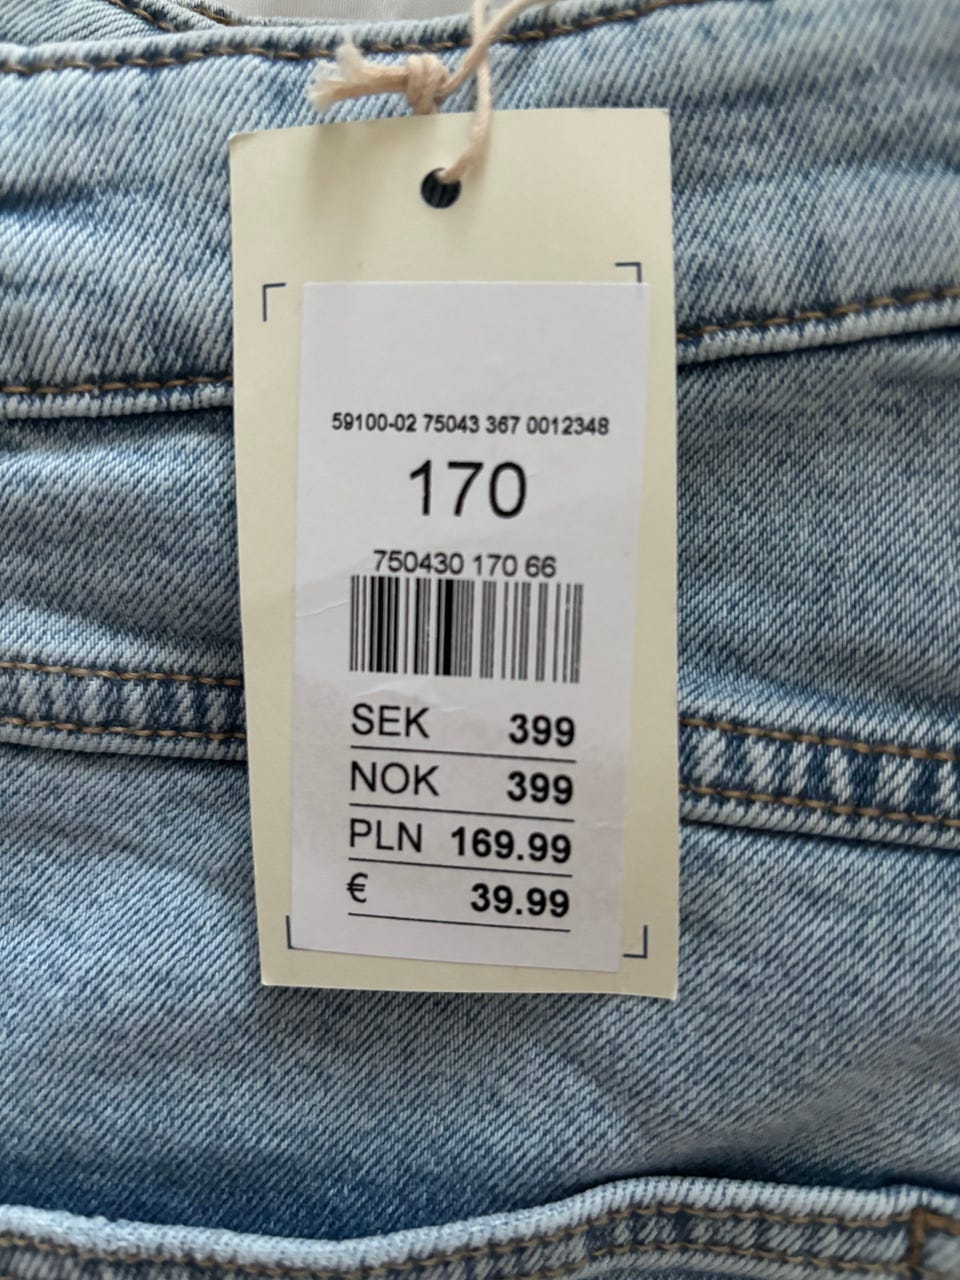 59100-02 75043 367 0012348
170
750430 170 66
SEK 399
NOK 399
PLN 169.99
€ 39.99